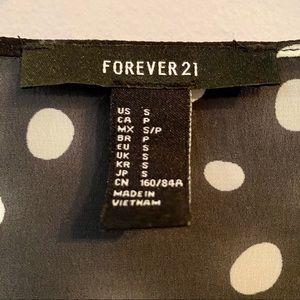 FOREVER 21
US S
CA P
MX S/P
BR P
EU S
UK S
KR S
JP S
CN 160/84A
MADE IN
VIETNAM